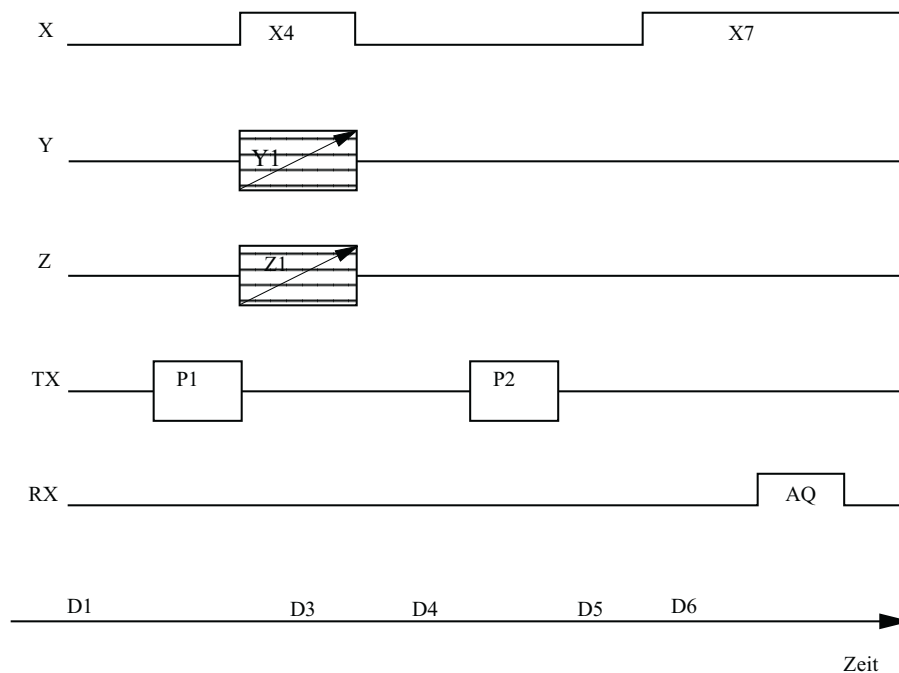 X X4 X7
Y Y1
Z Z1
TX P1 P2
RX AQ
D1 D3 D4 D5 D6
Zeit